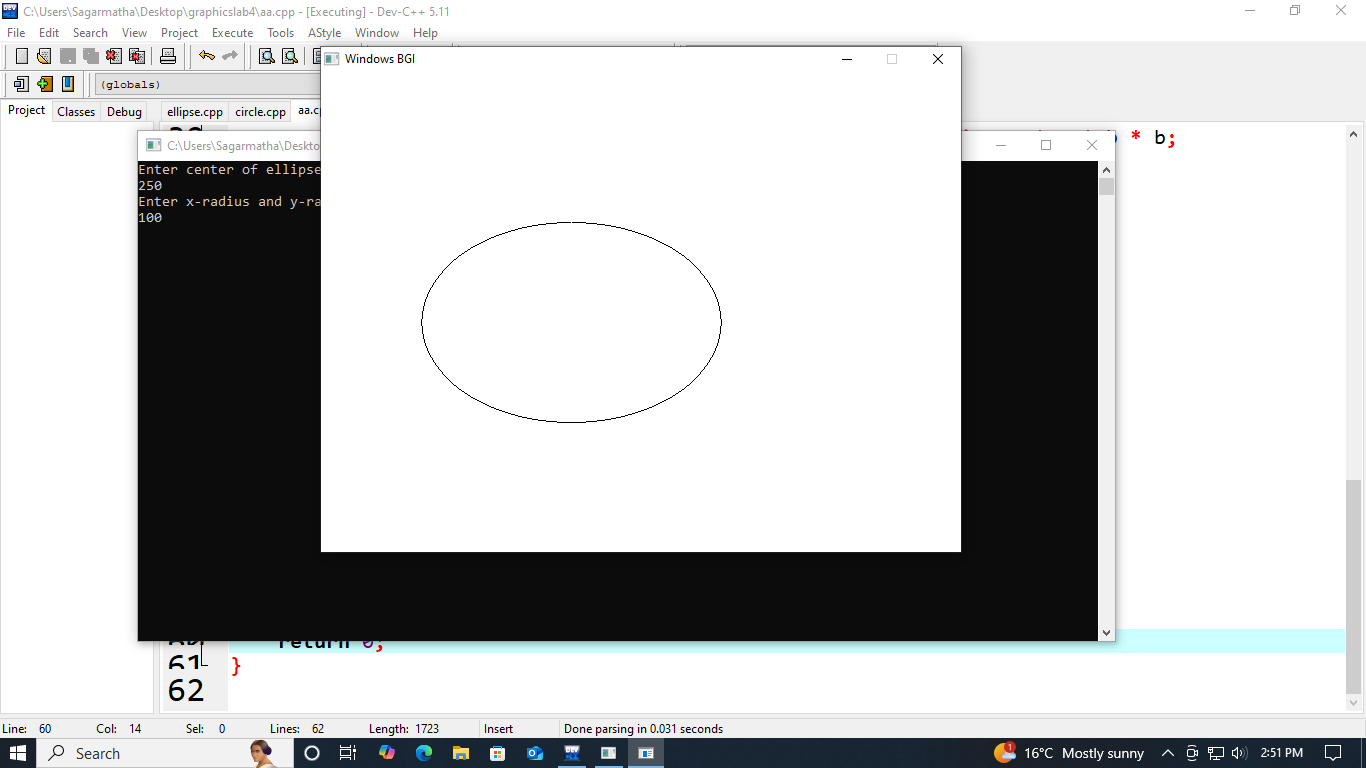 C:\Users\Sagarmatha\Desktop\graphicslab4\aa.cpp - [Executing] - Dev-C++ 5.11
File Edit Search View Project Execute Tools AStyle Window Help
Windows BGI
(globals)
Project Classes Debug ellipse.cpp circle.cpp aa.c
* b;
C:\Users\Sagarmatha\Deskto
Enter center of ellipse
250
Enter x-radius and y-ra
100
60 return 0;
61 }
62
Line: 60 Col: 14 Sel: 0 Lines: 62 Length: 1723 Insert Done parsing in 0.031 seconds
Search DEV 1 16°C Mostly sunny 2:51 PM